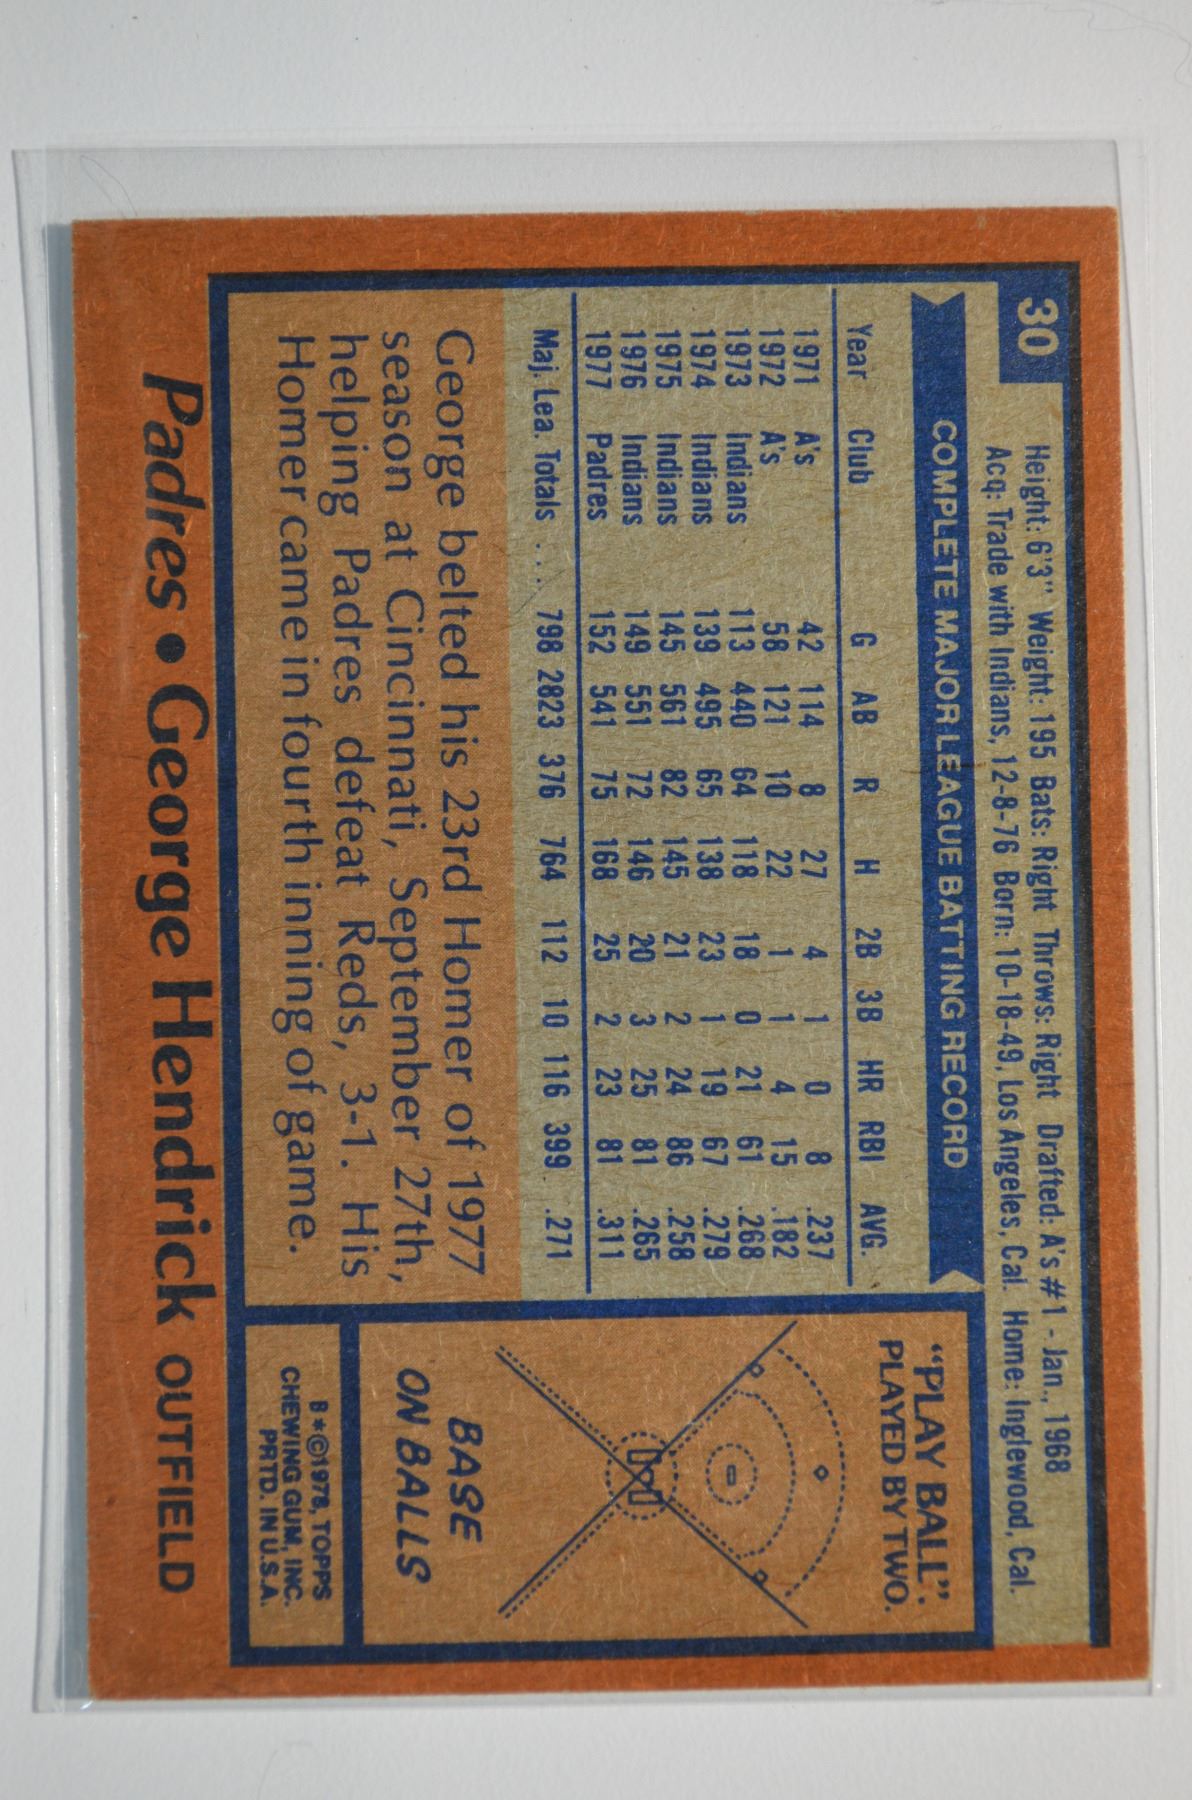 30
Height: 6'3" Weight: 195 Bats: Right Throws: Right Drafted: A's #1 - Jan., 1968
Acq: Trade with Indians, 12-8-76 Born: 10-18-49, Los Angeles, Cal. Home: Inglewood, Cal.
COMPLETE MAJOR LEAGUE BATTING RECORD
Year Club G AB R H 2B 3B HR RBI AVG.
1971 A's 42 114 8 27 4 1 0 8 .237
1972 A's 58 121 10 22 1 1 4 15 .182
1973 Indians 113 440 64 118 18 0 21 61 .268
1974 Indians 139 495 65 138 23 1 19 67 .279
1975 Indians 145 561 82 145 21 2 24 86 .258
1976 Indians 149 551 72 146 20 3 25 81 .265
1977 Padres 152 541 75 168 25 2 23 81 .311
Maj. Lea. Totals .... 798 2823 376 764 112 10 116 399 .271
George belted his 23rd Homer of 1977
season at Cincinnati, September 27th,
helping Padres defeat Reds, 3-1. His
Homer came in fourth inning of game.
"PLAY BALL".
PLAYED BY TWO.
BASE
ON BALLS
B*©1978, TOPPS
CHEWING GUM, INC.
PRTD. IN U.S.A.
Padres • George Hendrick OUTFIELD